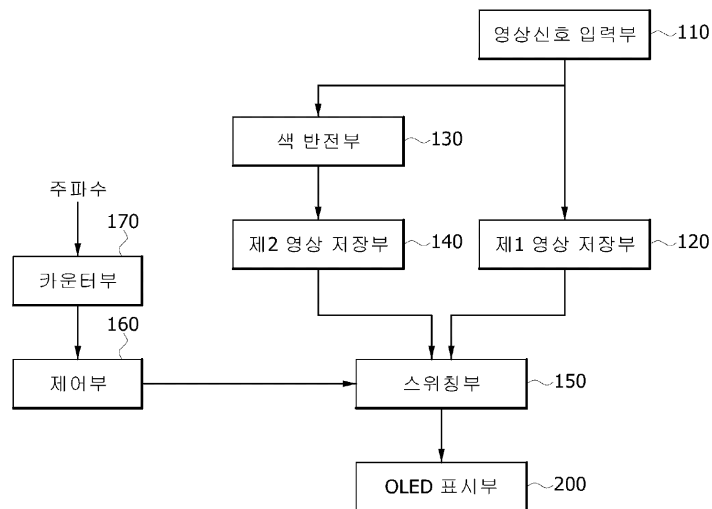 영상신호 입력부
110
색 반전부
130
주파수
170
제2 영상 저장부
140
제1 영상 저장부
120
카운터부
160
제어부
스위칭부
150
OLED 표시부
200